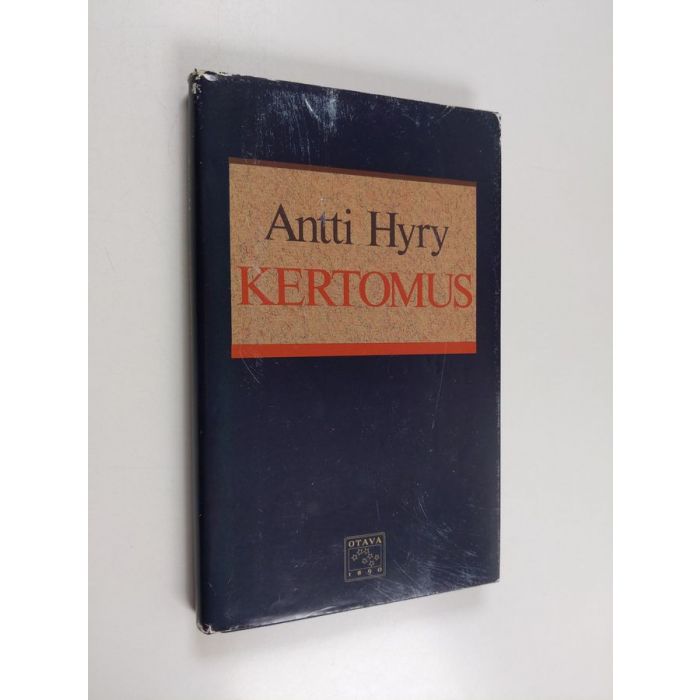 Antti Hyry
KERTOMUS
OTAVA
1890